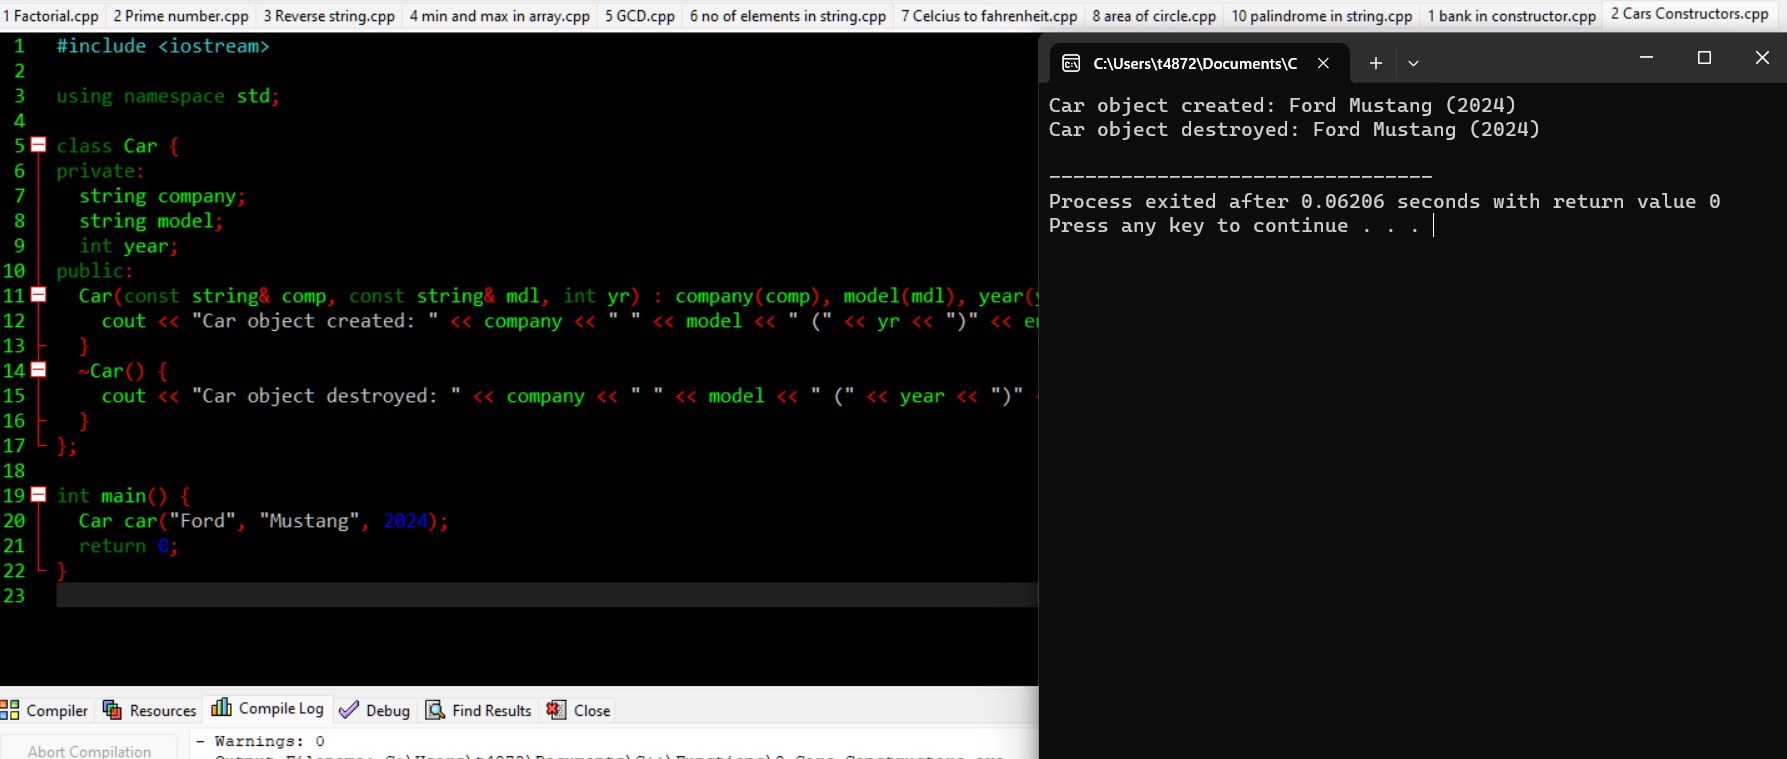 1 Factorial.cpp 2 Prime number.cpp 3 Reverse string.cpp 4 min and max in array.cpp 5 GCD.cpp 6 no of elements in string.cpp 7 Celcius to fahrenheit.cpp 8 area of circle.cpp 10 palindrome in string.cpp 1 bank in constructor.cpp 2 Cars Constructors.cpp
1 #include <iostream>
2
3 using namespace std;
4
5 class Car {
6 private:
7 string company;
8 string model;
9 int year;
10 public:
11 Car(const string& comp, const string& mdl, int yr) : company(comp), model(mdl), year(
12 cout << "Car object created: " << company << " " << model << " (" << yr << ")" <<
13 }
14 ~Car() {
15 cout << "Car object destroyed: " << company << " " << model << " (" << year << ")"
16 }
17 };
18
19 int main() {
20 Car car("Ford", "Mustang", 2024);
21 return 0;
22 }
23
Compiler Resources Compile Log Debug Find Results Close
Abort Compilation
- Warnings: 0
C:\Users\t4872\Documents\C
Car object created: Ford Mustang (2024)
Car object destroyed: Ford Mustang (2024)
--------------------------------
Process exited after 0.06206 seconds with return value 0
Press any key to continue . . .